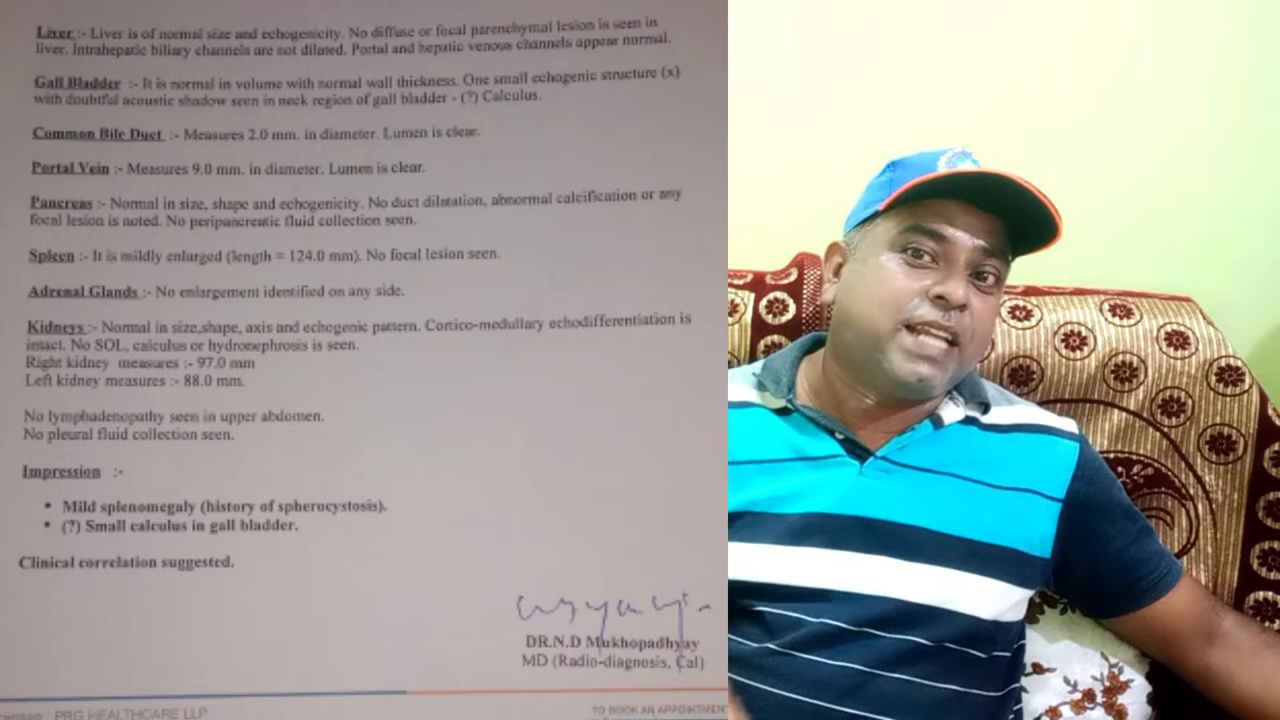 Liver :- Liver is of normal size and echogenicity. No diffuse or focal parenchymal lesion is seen in
liver. Intrahepatic biliary channels are not dilated. Portal and hepatic venous channels appear normal.
Gall Bladder :- It is normal in volume with normal wall thickness. One small echogenic structure (x)
with doubtful acoustic shadow seen in neck region of gall bladder - (?) Calculus.
Common Bile Duct :- Measures 2.0 mm. in diameter. Lumen is clear.
Portal Vein :- Measures 9.0 mm. in diameter. Lumen is clear.
Pancreas :- Normal in size, shape and echogenicity. No duct dilatation, abnormal calcification or any
focal lesion is noted. No peripancreatic fluid collection seen.
Spleen :- It is mildly enlarged (length = 124.0 mm). No focal lesion seen.
Adrenal Glands :- No enlargement identified on any side.
Kidneys :- Normal in size,shape, axis and echogenic pattern. Cortico-medullary echodifferentiation is
intact. No SOL, calculus or hydronephrosis is seen.
Right kidney measures :- 97.0 mm
Left kidney measures :- 88.0 mm.
No lymphadenopathy seen in upper abdomen.
No pleural fluid collection seen.
Impression :-
• Mild splenomegaly (history of spherocystosis).
• (?) Small calculus in gall bladder.
Clinical correlation suggested.
DR.N.D Mukhopadhyay
MD (Radio-diagnosis, Cal)
: PRG HEALTHCARE LLP
TO BOOK AN APPOINTMENT